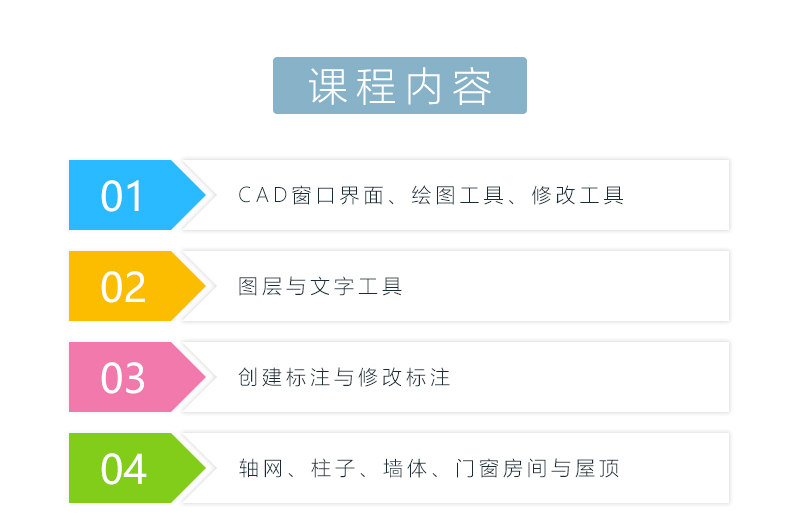 课程内容
01
CAD窗口界面、绘图工具、修改工具
02
图层与文字工具
03
创建标注与修改标注
04
轴网、柱子、墙体、门窗房间与屋顶